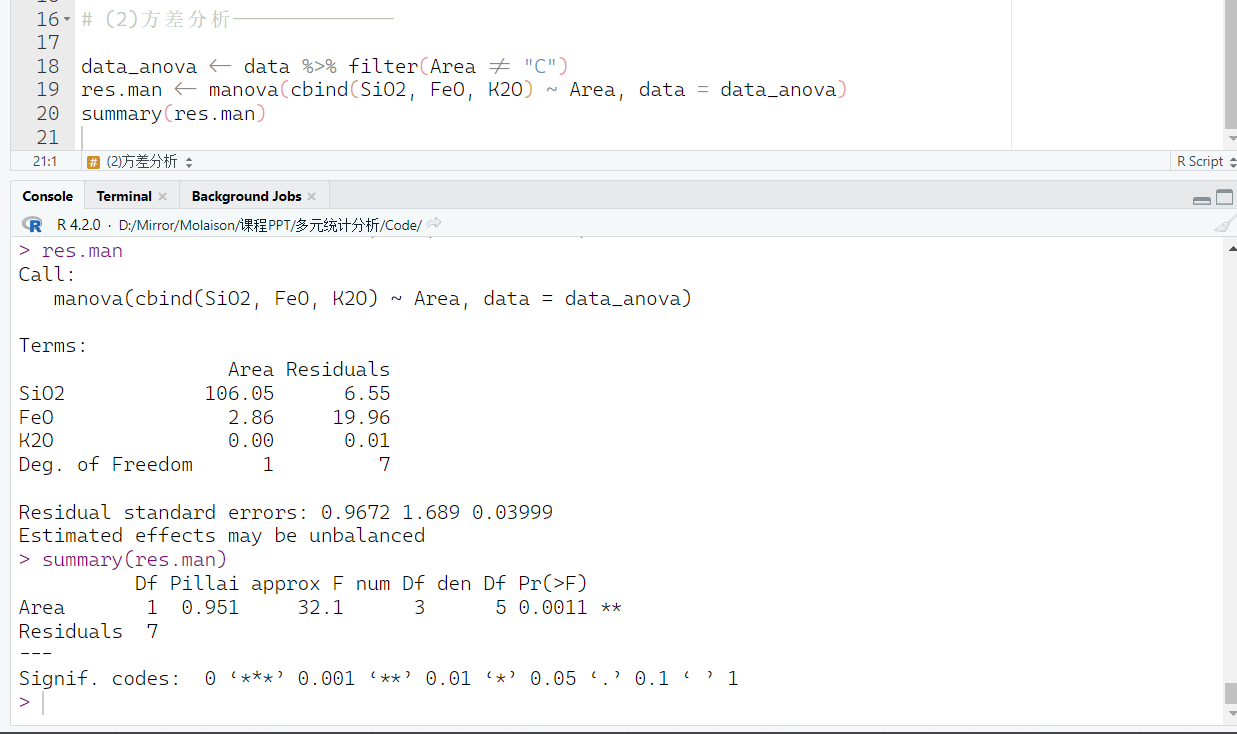 16 # (2)方差分析
17
18 data_anova <- data %>% filter(Area != "C")
19 res.man <- manova(cbind(SiO2, FeO, K2O) ~ Area, data = data_anova)
20 summary(res.man)
21
21:1 # (2)方差分析 R Script
Console Terminal Background Jobs
R R 4.2.0 · D:/Mirror/Molaison/课程PPT/多元统计分析/Code/
> res.man
Call:
manova(cbind(SiO2, FeO, K2O) ~ Area, data = data_anova)
Terms:
Area Residuals
SiO2 106.05 6.55
FeO 2.86 19.96
K2O 0.00 0.01
Deg. of Freedom 1 7
Residual standard errors: 0.9672 1.689 0.03999
Estimated effects may be unbalanced
> summary(res.man)
Df Pillai approx F num Df den Df Pr(>F)
Area 1 0.951 32.1 3 5 0.0011 **
Residuals 7
---
Signif. codes: 0 ‘***’ 0.001 ‘**’ 0.01 ‘*’ 0.05 ‘.’ 0.1 ‘ ’ 1
>